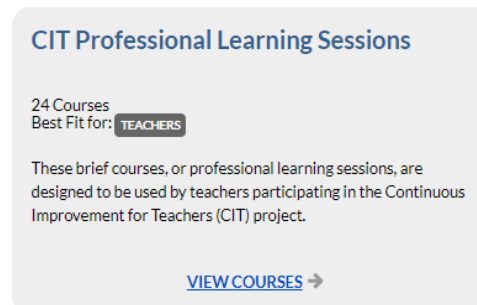 CIT Professional Learning Sessions
24 Courses
Best Fit for: TEACHERS
These brief courses, or professional learning sessions, are
designed to be used by teachers participating in the Continuous
Improvement for Teachers (CIT) project.
VIEW COURSES